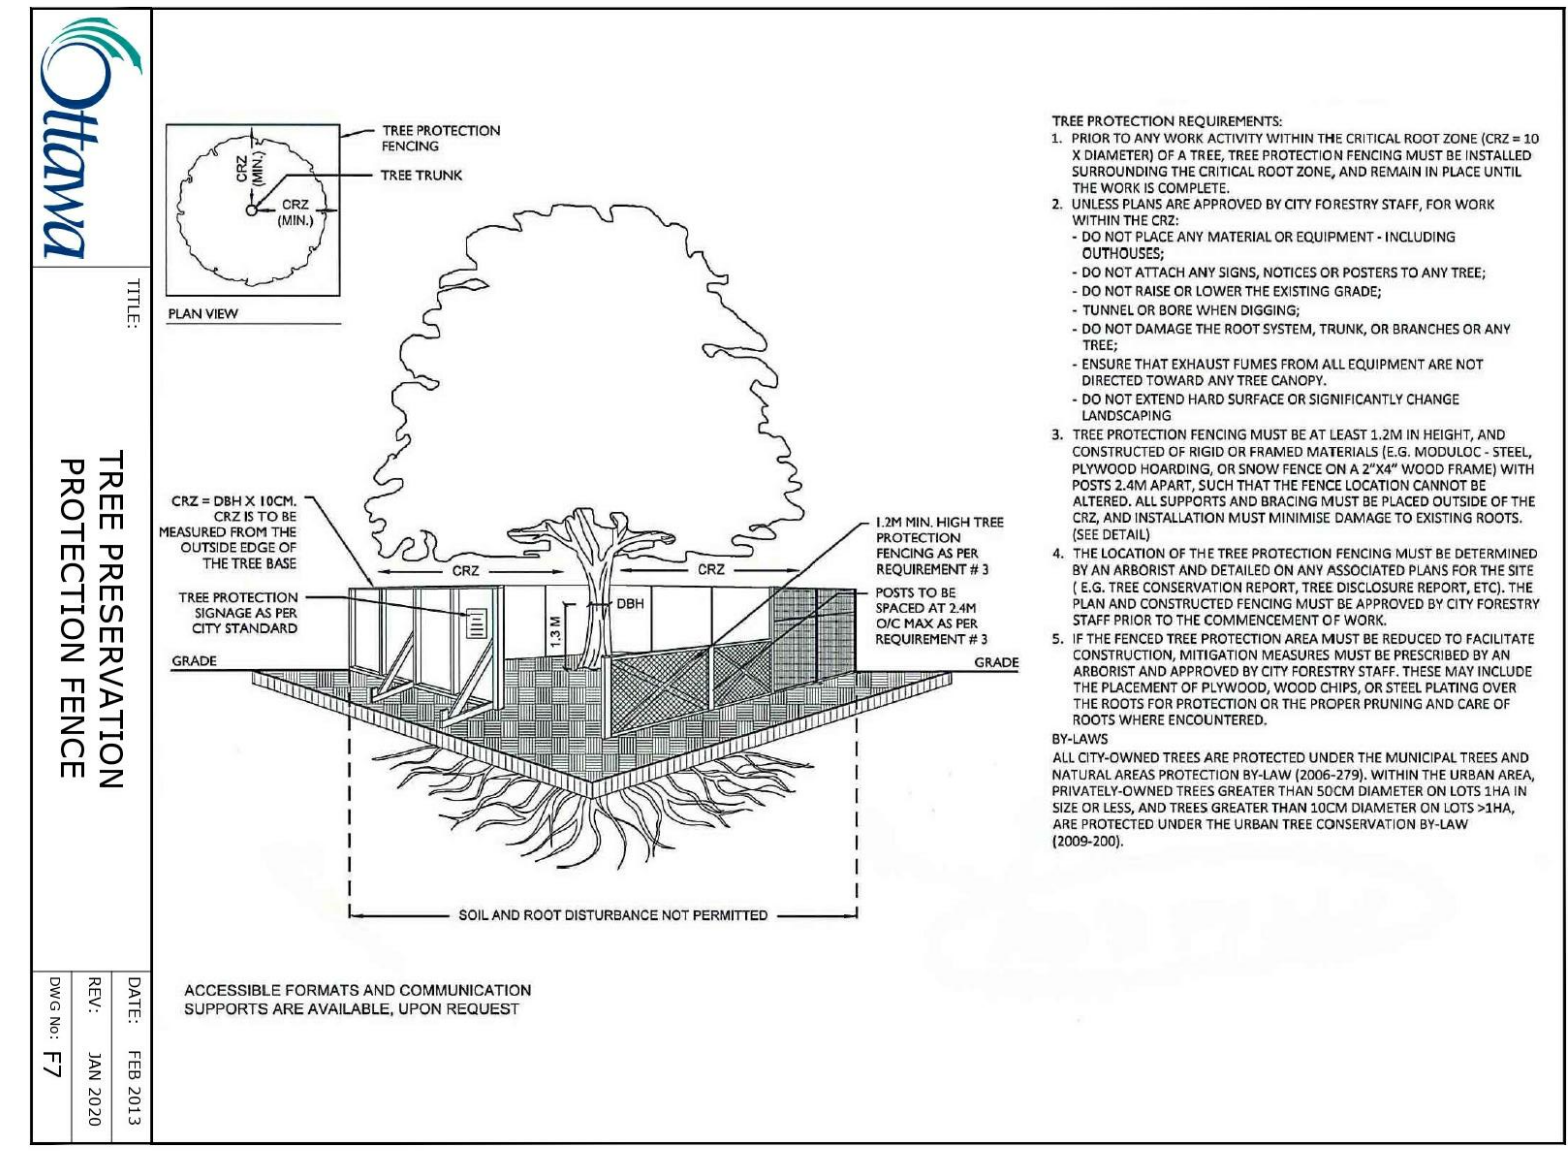 Ottawa
TITLE:
TREE PRESERVATION
PROTECTION FENCE
DATE: FEB 2013
REV: JAN 2020
DWG No: F7
TREE PROTECTION
FENCING
TREE TRUNK
CRZ
(MIN.)
CRZ
(MIN.)
PLAN VIEW
CRZ = DBH X 10CM.
CRZ IS TO BE
MEASURED FROM THE
OUTSIDE EDGE OF
THE TREE BASE
TREE PROTECTION
SIGNAGE AS PER
CITY STANDARD
GRADE
CRZ
CRZ
DBH
1.3 M
1.2M MIN. HIGH TREE
PROTECTION
FENCING AS PER
REQUIREMENT # 3
POSTS TO BE
SPACED AT 2.4M
O/C MAX AS PER
REQUIREMENT # 3
GRADE
SOIL AND ROOT DISTURBANCE NOT PERMITTED
ACCESSIBLE FORMATS AND COMMUNICATION
SUPPORTS ARE AVAILABLE, UPON REQUEST
TREE PROTECTION REQUIREMENTS:
1. PRIOR TO ANY WORK ACTIVITY WITHIN THE CRITICAL ROOT ZONE (CRZ = 10
X DIAMETER) OF A TREE, TREE PROTECTION FENCING MUST BE INSTALLED
SURROUNDING THE CRITICAL ROOT ZONE, AND REMAIN IN PLACE UNTIL
THE WORK IS COMPLETE.
2. UNLESS PLANS ARE APPROVED BY CITY FORESTRY STAFF, FOR WORK
WITHIN THE CRZ:
- DO NOT PLACE ANY MATERIAL OR EQUIPMENT - INCLUDING
OUTHOUSES;
- DO NOT ATTACH ANY SIGNS, NOTICES OR POSTERS TO ANY TREE;
- DO NOT RAISE OR LOWER THE EXISTING GRADE;
- TUNNEL OR BORE WHEN DIGGING;
- DO NOT DAMAGE THE ROOT SYSTEM, TRUNK, OR BRANCHES OR ANY
TREE;
- ENSURE THAT EXHAUST FUMES FROM ALL EQUIPMENT ARE NOT
DIRECTED TOWARD ANY TREE CANOPY.
- DO NOT EXTEND HARD SURFACE OR SIGNIFICANTLY CHANGE
LANDSCAPING
3. TREE PROTECTION FENCING MUST BE AT LEAST 1.2M IN HEIGHT, AND
CONSTRUCTED OF RIGID OR FRAMED MATERIALS (E.G. MODULOC - STEEL,
PLYWOOD HOARDING, OR SNOW FENCE ON A 2"X4" WOOD FRAME) WITH
POSTS 2.4M APART, SUCH THAT THE FENCE LOCATION CANNOT BE
ALTERED. ALL SUPPORTS AND BRACING MUST BE PLACED OUTSIDE OF THE
CRZ, AND INSTALLATION MUST MINIMISE DAMAGE TO EXISTING ROOTS.
(SEE DETAIL)
4. THE LOCATION OF THE TREE PROTECTION FENCING MUST BE DETERMINED
BY AN ARBORIST AND DETAILED ON ANY ASSOCIATED PLANS FOR THE SITE
( E.G. TREE CONSERVATION REPORT, TREE DISCLOSURE REPORT, ETC). THE
PLAN AND CONSTRUCTED FENCING MUST BE APPROVED BY CITY FORESTRY
STAFF PRIOR TO THE COMMENCEMENT OF WORK.
5. IF THE FENCED TREE PROTECTION AREA MUST BE REDUCED TO FACILITATE
CONSTRUCTION, MITIGATION MEASURES MUST BE PRESCRIBED BY AN
ARBORIST AND APPROVED BY CITY FORESTRY STAFF. THESE MAY INCLUDE
THE PLACEMENT OF PLYWOOD, WOOD CHIPS, OR STEEL PLATING OVER
THE ROOTS FOR PROTECTION OR THE PROPER PRUNING AND CARE OF
ROOTS WHERE ENCOUNTERED.
BY-LAWS
ALL CITY-OWNED TREES ARE PROTECTED UNDER THE MUNICIPAL TREES AND
NATURAL AREAS PROTECTION BY-LAW (2006-279). WITHIN THE URBAN AREA,
PRIVATELY-OWNED TREES GREATER THAN 50CM DIAMETER ON LOTS 1HA IN
SIZE OR LESS, AND TREES GREATER THAN 10CM DIAMETER ON LOTS >1HA,
ARE PROTECTED UNDER THE URBAN TREE CONSERVATION BY-LAW
(2009-200).